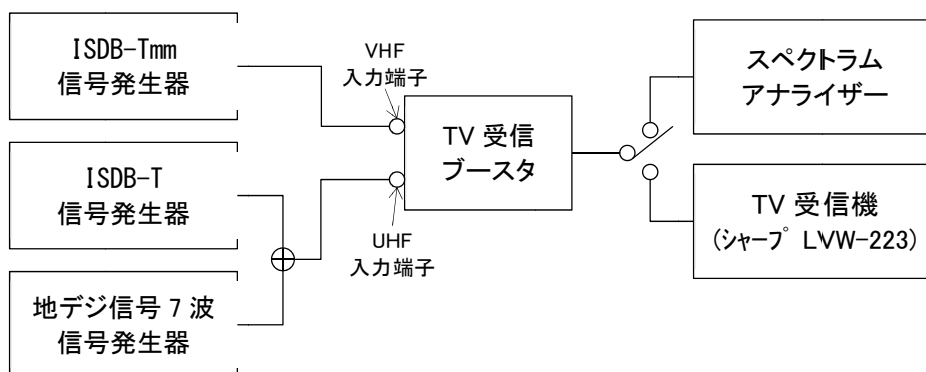 ISDB-Tmm
信号発生器
VHF
入力端子
ISDB-T
信号発生器
UHF
入力端子
地デジ信号 7 波
信号発生器
TV 受信
ブースタ
スペクトラム
アナライザー
TV 受信機
(シャープ LVW-223)